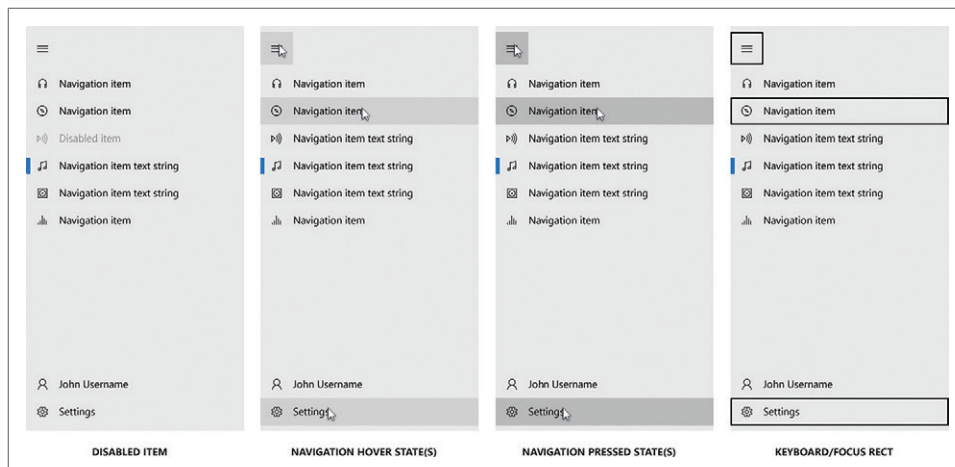 Navigation item
Navigation item
Disabled item
Navigation item text string
Navigation item text string
Navigation item
John Username
Settings
DISABLED ITEM
Navigation item
Navigation item
Navigation item text string
Navigation item text string
Navigation item text string
Navigation item
John Username
Settings
NAVIGATION HOVER STATE(S)
Navigation item
Navigation item
Navigation item text string
Navigation item text string
Navigation item text string
Navigation item
John Username
Settings
NAVIGATION PRESSED STATE(S)
Navigation item
Navigation item
Navigation item text string
Navigation item text string
Navigation item text string
Navigation item
John Username
Settings
KEYBOARD/FOCUS RECT